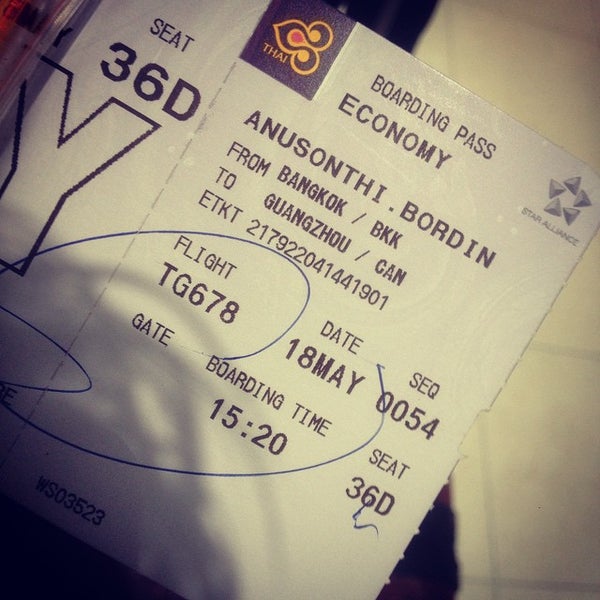 SEAT
36D
Y
THAI
BOARDING PASS
ECONOMY
STAR ALLIANCE
ANUSONTHI.BORDIN
FROM BANGKOK / BKK
TO GUANGZHOU / CAN
ETKT 217922041441901
FLIGHT
TG678
DATE
18MAY
SEQ
0054
GATE
BOARDING TIME
15:20
SEAT
36D
WS03523